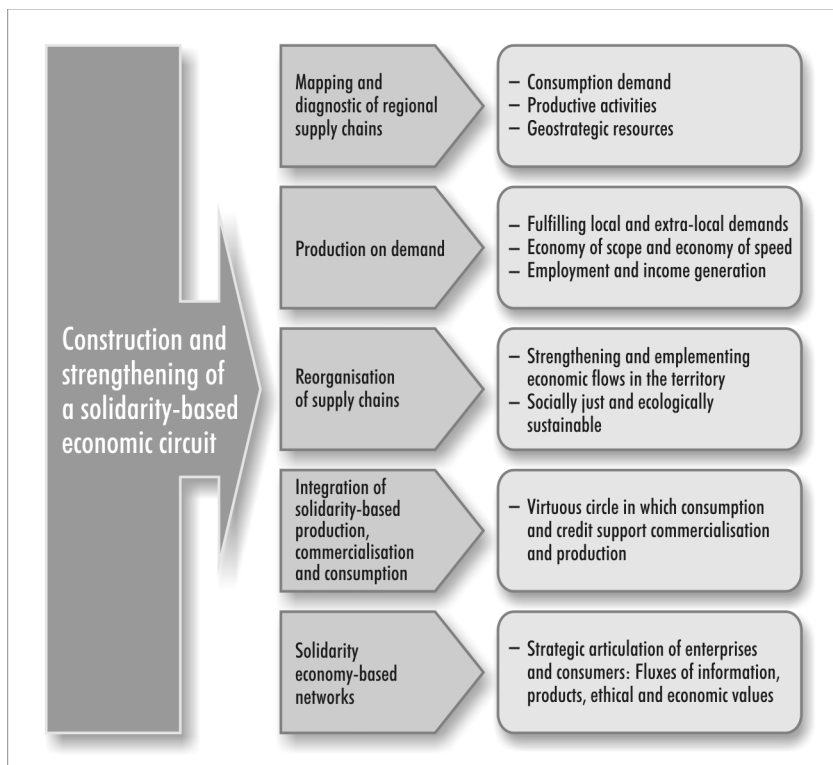 Construction and
strengthening of
a solidarity-based
economic circuit
Mapping and
diagnostic of regional
supply chains
– Consumption demand
– Productive activities
– Geostrategic resources
Production on demand
– Fulfilling local and extra-local demands
– Economy of scope and economy of speed
– Employment and income generation
Reorganisation
of supply chains
– Strengthening and emplementing
economic flows in the territory
– Socially just and ecologically
sustainable
Integration of
solidarity-based
production,
commercialisation
and consumption
– Virtuous circle in which consumption
and credit support commercialisation
and production
Solidarity
economy-based
networks
– Strategic articulation of enterprises
and consumers: Fluxes of information,
products, ethical and economic values